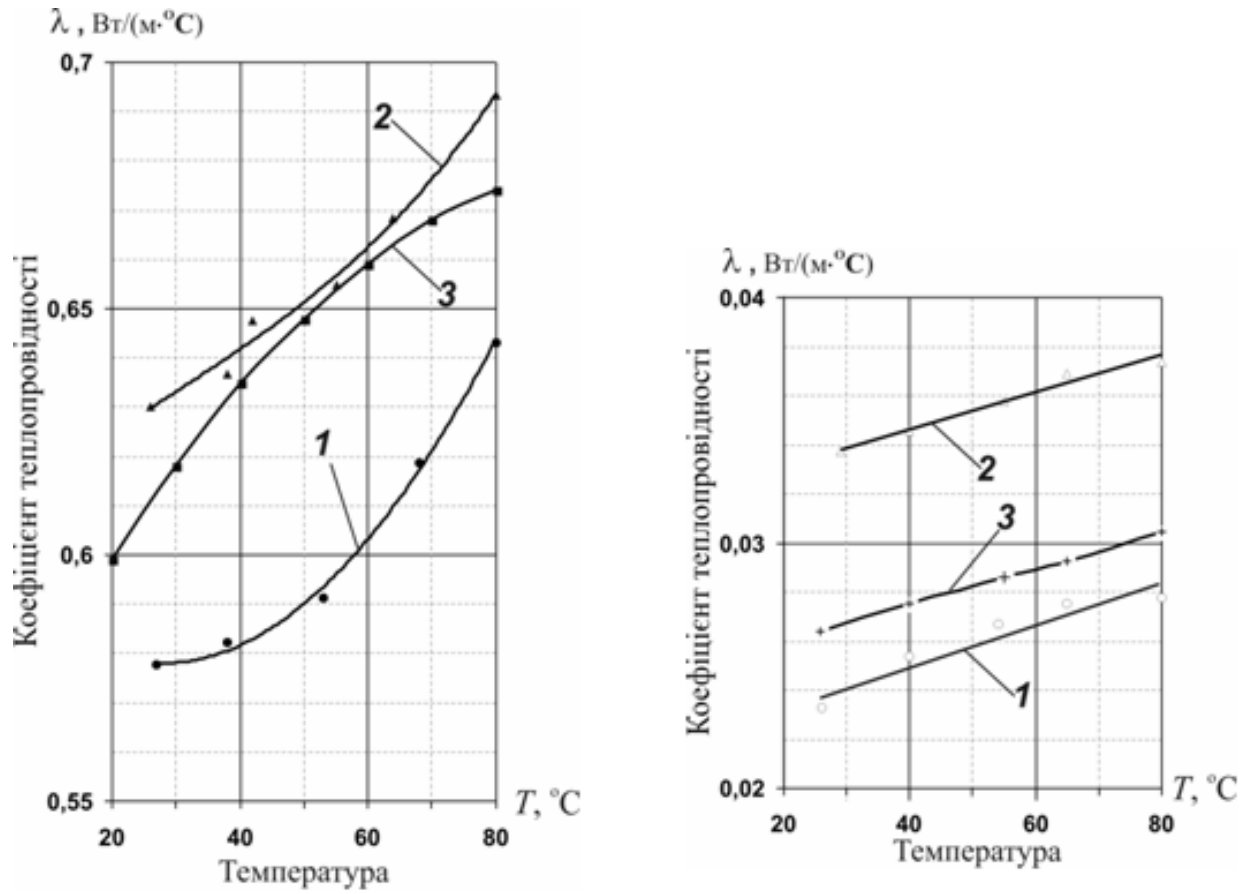 λ , Вт/(м·°С)
0,7
0,65
0,6
0,55
Коефіцієнт теплопровідності
2
3
1
20 40 60 80
T, °С
Температура
λ , Вт/(м·°С)
0,04
0,03
0,02
Коефіцієнт теплопровідності
2
3
1
20 40 60 80
T, °С
Температура